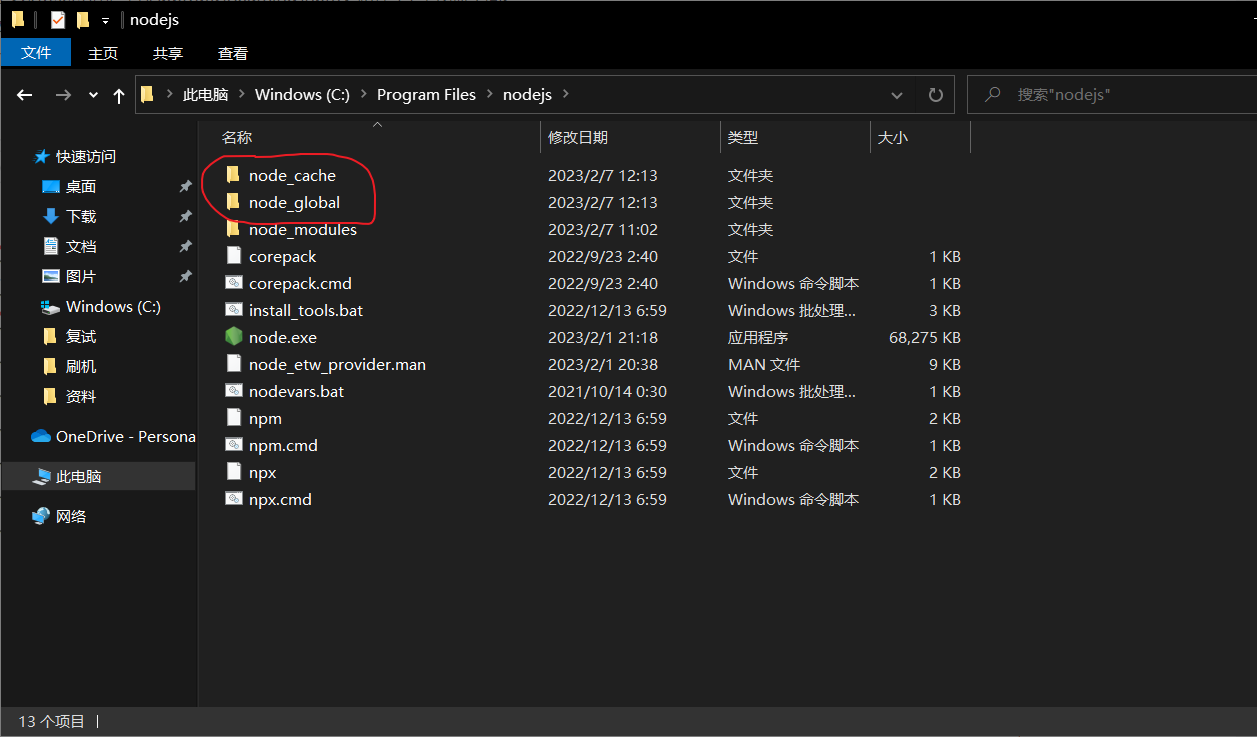 nodejs
文件 主页 共享 查看
此电脑 Windows (C:) Program Files nodejs 搜索"nodejs"
名称 修改日期 类型 大小
快速访问
桌面
下载
文档
图片
Windows (C:)
复试
刷机
资料
OneDrive - Persona
此电脑
网络
node_cache 2023/2/7 12:13 文件夹
node_global 2023/2/7 12:13 文件夹
node_modules 2023/2/7 11:02 文件夹
corepack 2022/9/23 2:40 文件 1 KB
corepack.cmd 2022/9/23 2:40 Windows 命令脚本 1 KB
install_tools.bat 2022/12/13 6:59 Windows 批处理... 3 KB
node.exe 2023/2/1 21:18 应用程序 68,275 KB
node_etw_provider.man 2023/2/1 20:38 MAN 文件 9 KB
nodevars.bat 2021/10/14 0:30 Windows 批处理... 1 KB
npm 2022/12/13 6:59 文件 2 KB
npm.cmd 2022/12/13 6:59 Windows 命令脚本 1 KB
npx 2022/12/13 6:59 文件 2 KB
npx.cmd 2022/12/13 6:59 Windows 命令脚本 1 KB
13 个项目